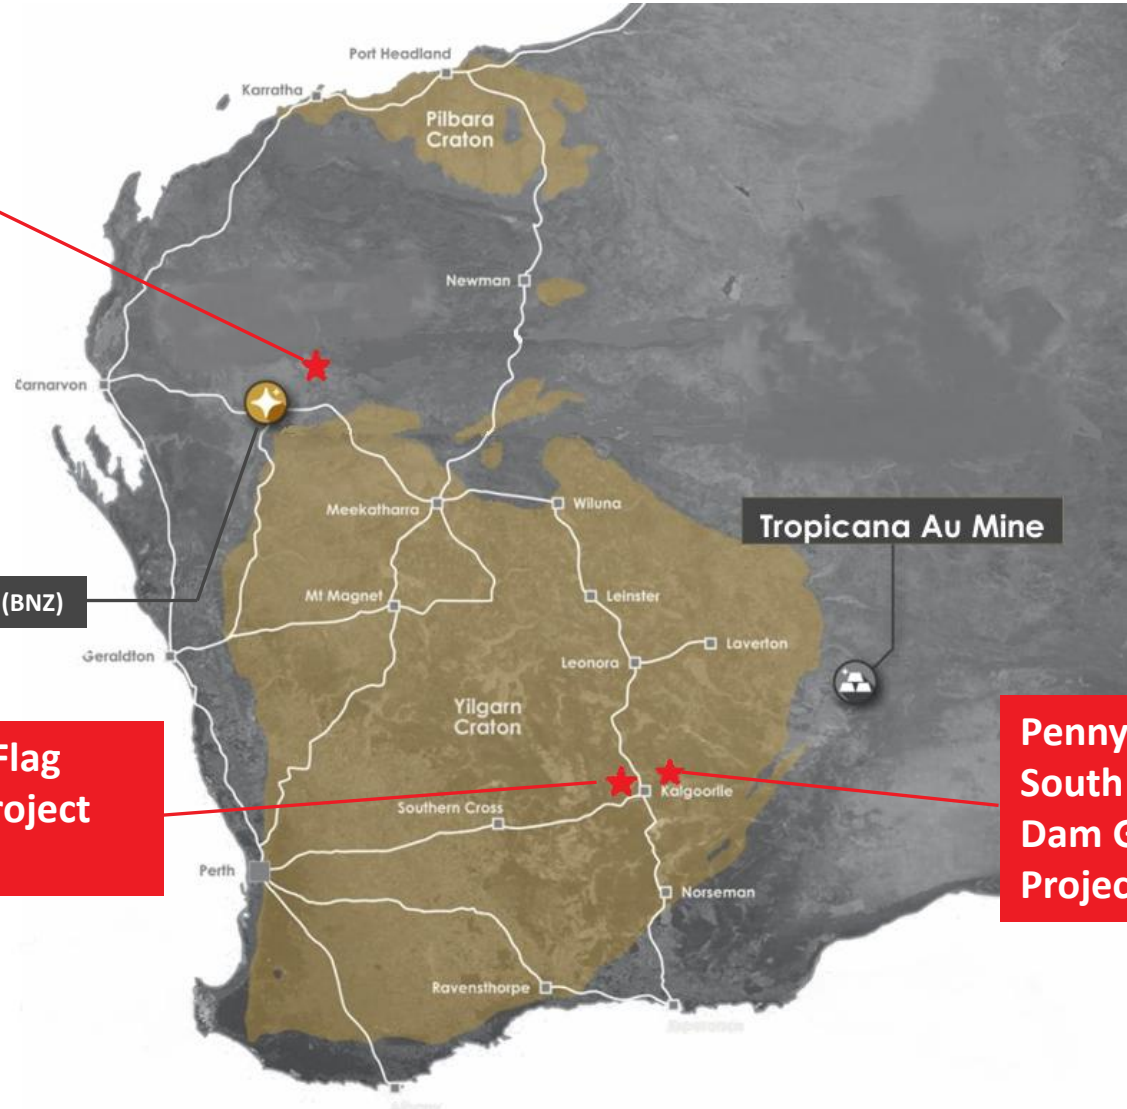 Port Headland
Karratha
Pilbara
Craton
Newman
Carnarvon
Meekatharra
Wiluna
Tropicana Au Mine
(BNZ)
Mt Magnet
Leinster
Geraldton
Leonora
Laverton
Yilgarn
Craton
Flag
roject
Penny
South
Dam G
Projec
Kalgoorlie
Southern Cross
Perth
Norseman
Ravensthorpe